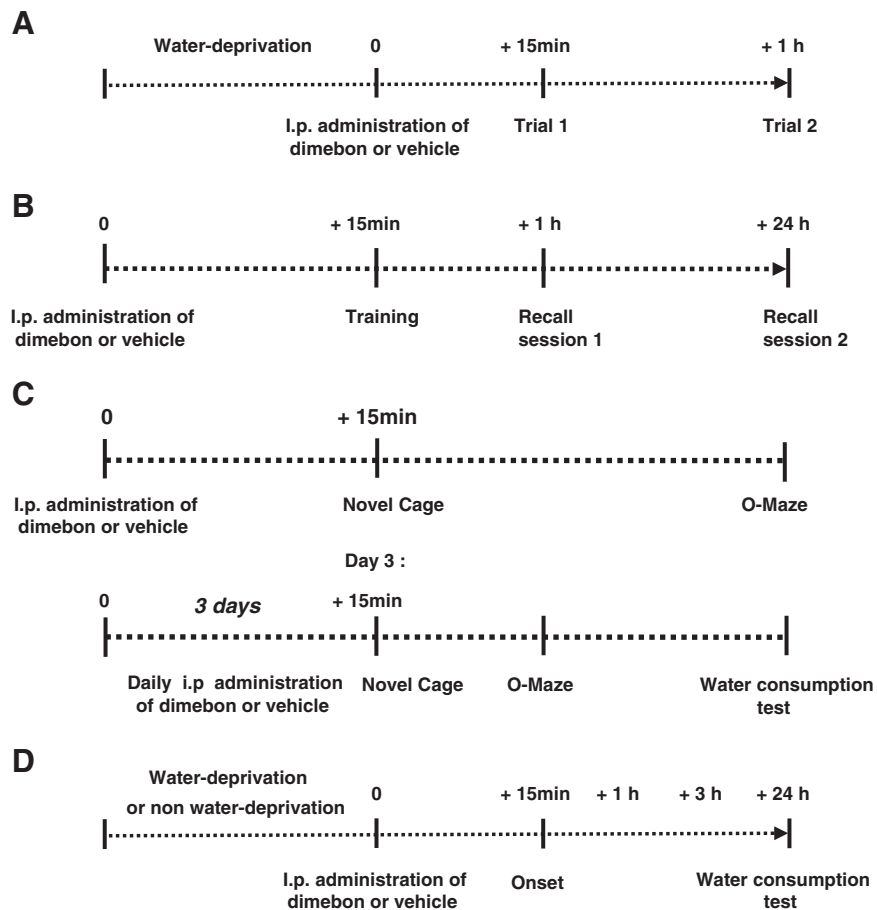 A
Water-deprivation 0 + 15min + 1 h
I.p. administration of Trial 1 Trial 2
dimebon or vehicle
B
0 + 15min + 1 h + 24 h
I.p. administration of Training Recall Recall
dimebon or vehicle session 1 session 2
C
0 + 15min
I.p. administration of Novel Cage O-Maze
dimebon or vehicle
Day 3 :
0 3 days + 15min
Daily i.p administration Novel Cage O-Maze Water consumption
of dimebon or vehicle test
D
Water-deprivation
or non water-deprivation 0 + 15min + 1 h + 3 h + 24 h
I.p. administration of Onset Water consumption
dimebon or vehicle test